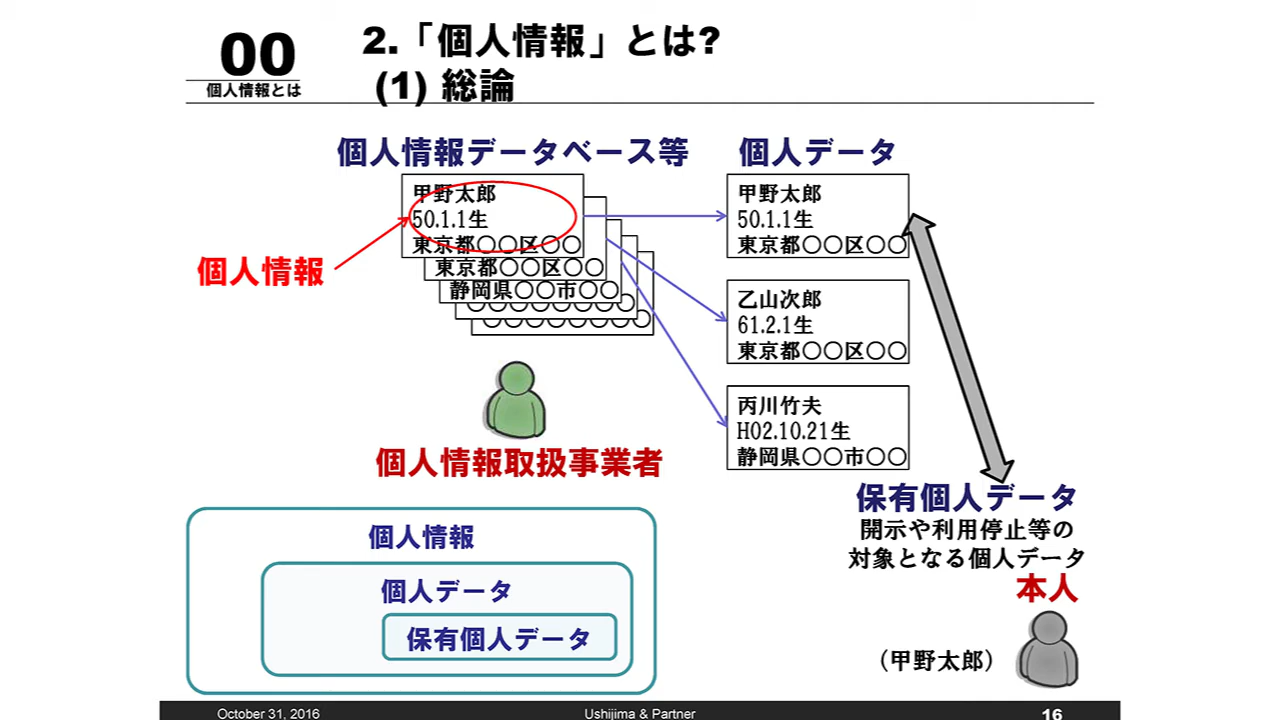 00
個人情報とは
2.「個人情報」とは?
(1) 総論
個人情報データベース等
個人データ
甲野太郎
50.1.1生
東京都○○区○○
東京都○○区○○
静岡県○○市○○
○○○○○○○○
○○○○○○○○
個人情報
甲野太郎
50.1.1生
東京都○○区○○
乙山次郎
61.2.1生
東京都○○区○○
丙川竹夫
H02.10.21生
静岡県○○市○○
個人情報取扱事業者
保有個人データ
開示や利用停止等の
対象となる個人データ
本人
(甲野太郎)
個人情報
個人データ
保有個人データ
October 31, 2016
Ushijima & Partner
16